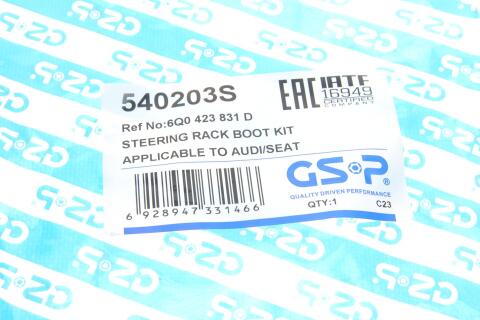 540203S
Ref No:6Q0 423 831 D
STEERING RACK BOOT KIT
APPLICABLE TO AUDI/SEAT
6 928947 331466
EAC IATF
16949
CERTIFIED
COMPANY
GSP ®
QUALITY DRIVEN PERFORMANCE
QTY:1 C23